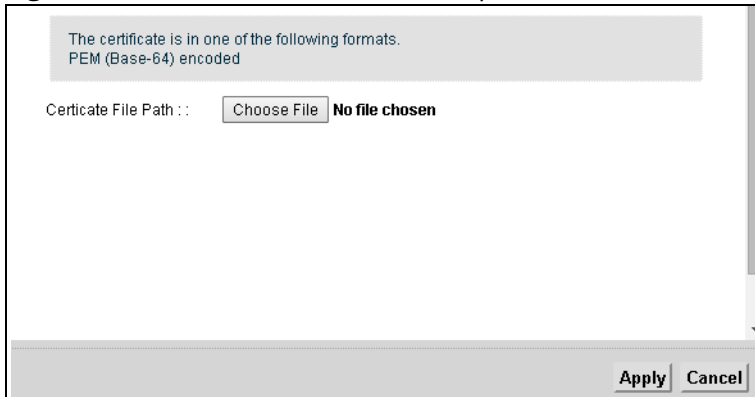 The certificate is in one of the following formats.
PEM (Base-64) encoded
Certicate File Path : : Choose File No file chosen
Apply Cancel